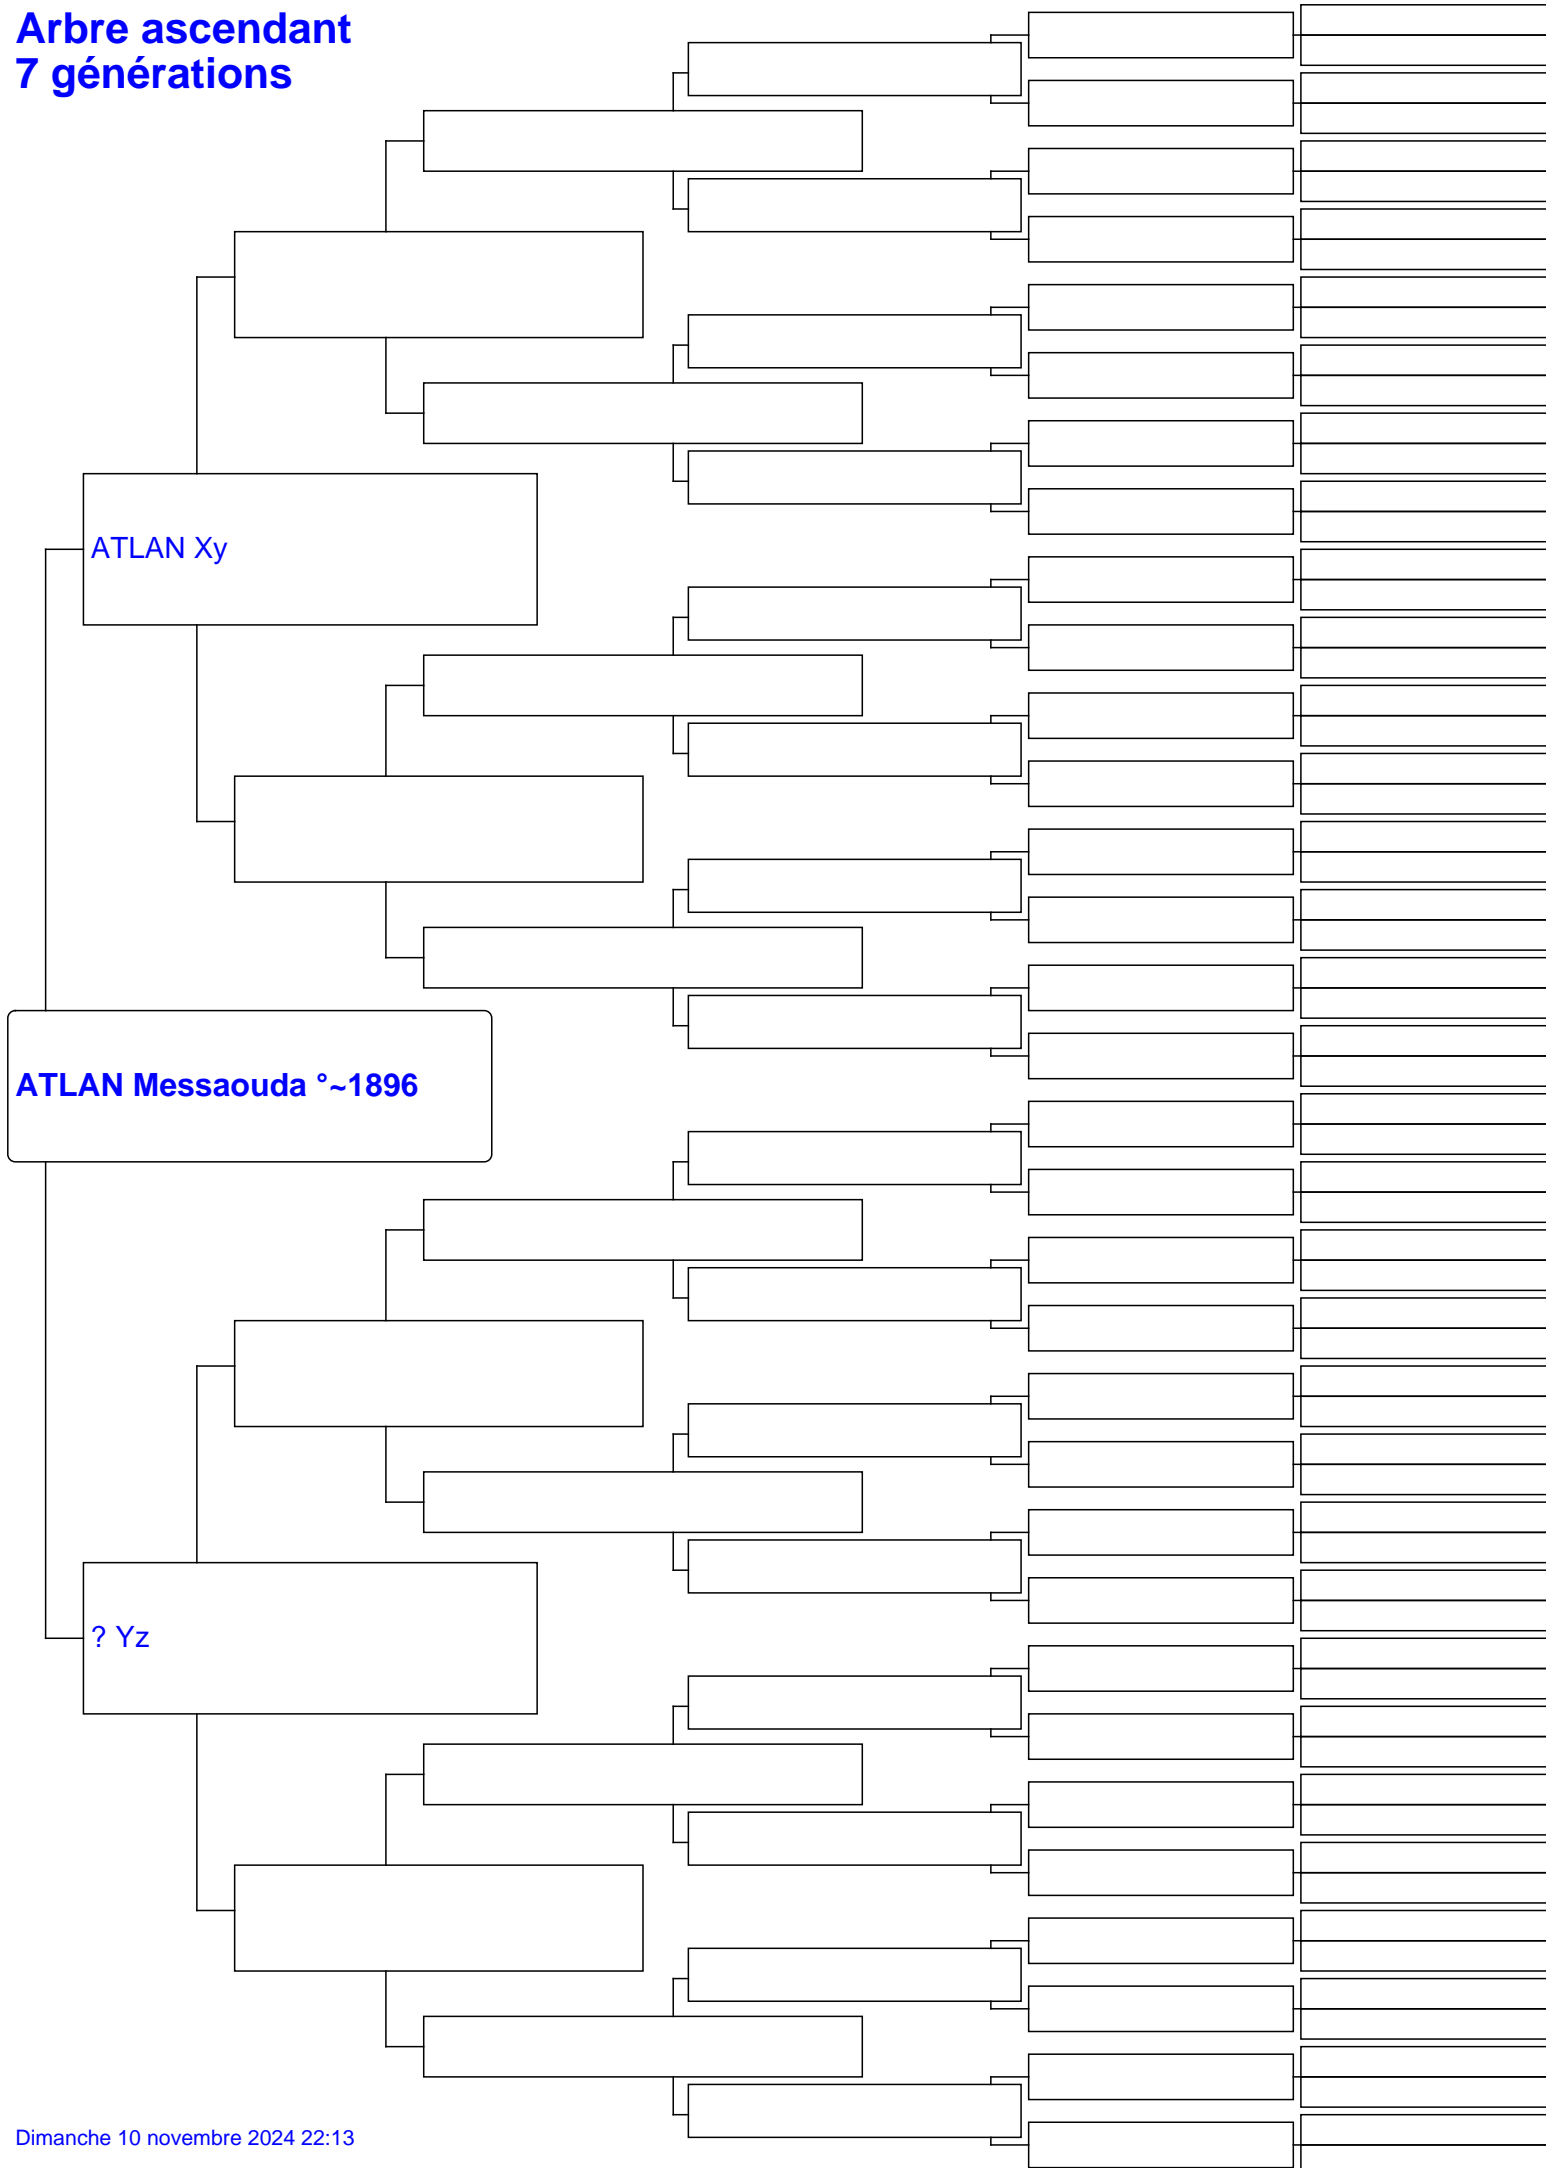 Arbre ascendant
7 générations
ATLAN Xy
ATLAN Messaouda °~1896
? Yz
Dimanche 10 novembre 2024 22:13